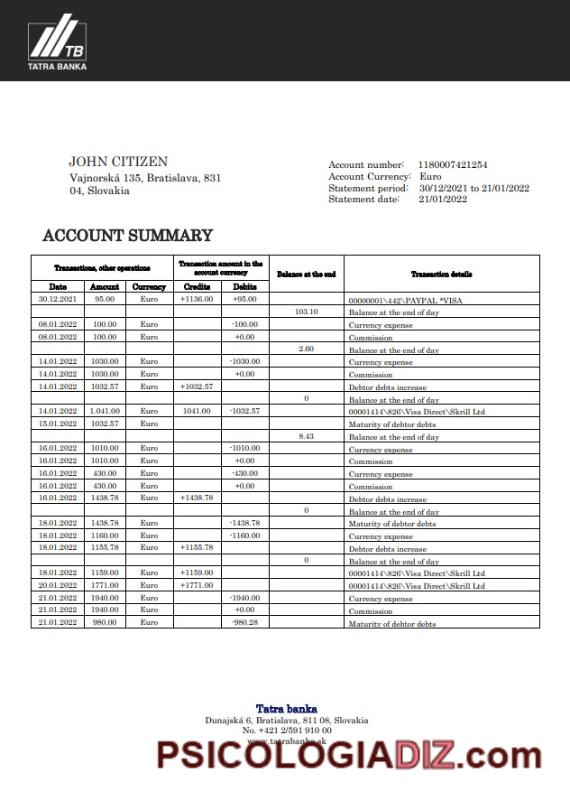 TB
TATRA BANKA
JOHN CITIZEN
Vajnorská 135, Bratislava, 831
04, Slovakia
Account number: 1180007421254
Account Currency: Euro
Statement period: 30/12/2021 to 21/01/2022
Statement date: 21/01/2022
ACCOUNT SUMMARY
Transactions, other operations Transaction amount in the account currency Balance at the end Transaction details
Date Amount Currency Credits Debits
30.12.2021 95.00 Euro +1136.00 +95.00 00000001\442\PAYPAL *VISA
103.10 Balance at the end of day
08.01.2022 100.00 Euro -100.00 Currency expense
08.01.2022 100.00 Euro +0.00 Commission
2.60 Balance at the end of day
14.01.2022 1030.00 Euro -1030.00 Currency expense
14.01.2022 1030.00 Euro +0.00 Commission
14.01.2022 1032.57 Euro +1032.57 Debtor debts increase
0 Balance at the end of day
14.01.2022 1.041.00 Euro 1041.00 -1032.57 00001414\826\Visa Direct\Skrill Ltd
15.01.2022 1032.57 Euro Maturity of debtor debts
8.43 Balance at the end of day
16.01.2022 1010.00 Euro -1010.00 Currency expense
16.01.2022 1010.00 Euro +0.00 Commission
16.01.2022 430.00 Euro -430.00 Currency expense
16.01.2022 430.00 Euro +0.00 Commission
16.01.2022 1438.78 Euro +1438.78 Debtor debts increase
0 Balance at the end of day
18.01.2022 1438.78 Euro -1438.78 Maturity of debtor debts
18.01.2022 1160.00 Euro -1160.00 Currency expense
18.01.2022 1155.78 Euro +1155.78 Debtor debts increase
0 Balance at the end of day
18.01.2022 1159.00 Euro +1159.00 00001414\826\Visa Direct\Skrill Ltd
20.01.2022 1771.00 Euro +1771.00 00001414\826\Visa Direct\Skrill Ltd
21.01.2022 1940.00 Euro -1940.00 Currency expense
21.01.2022 1940.00 Euro +0.00 Commission
21.01.2022 980.00 Euro -980.28 Maturity of debtor debts
Tatra banka
Dunajská 6, Bratislava, 811 08, Slovakia
No. +421 2/591 910 00
www.tatrabanka.sk
PSICOLOGIADIZ.com